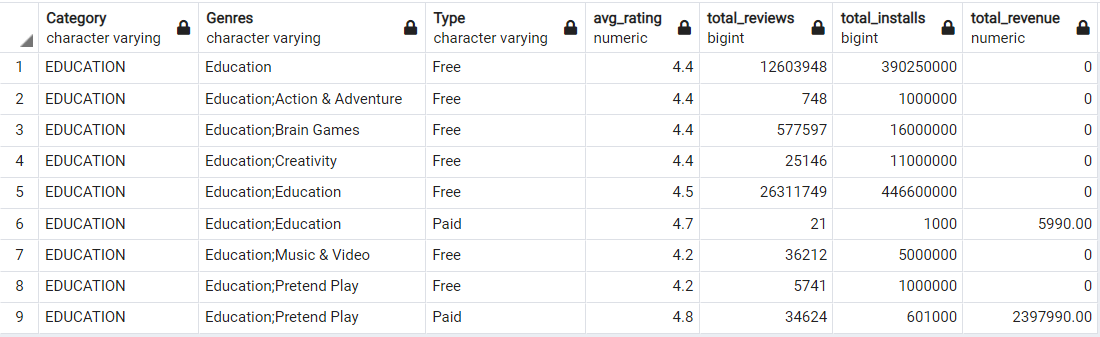 Category Genres Type avg_rating total_reviews total_installs total_revenue
character varying character varying character varying numeric bigint bigint numeric
1 EDUCATION Education Free 4.4 12603948 390250000 0
2 EDUCATION Education;Action & Adventure Free 4.4 748 1000000 0
3 EDUCATION Education;Brain Games Free 4.4 577597 16000000 0
4 EDUCATION Education;Creativity Free 4.4 25146 11000000 0
5 EDUCATION Education;Education Free 4.5 26311749 446600000 0
6 EDUCATION Education;Education Paid 4.7 21 1000 5990.00
7 EDUCATION Education;Music & Video Free 4.2 36212 5000000 0
8 EDUCATION Education;Pretend Play Free 4.2 5741 1000000 0
9 EDUCATION Education;Pretend Play Paid 4.8 34624 601000 2397990.00